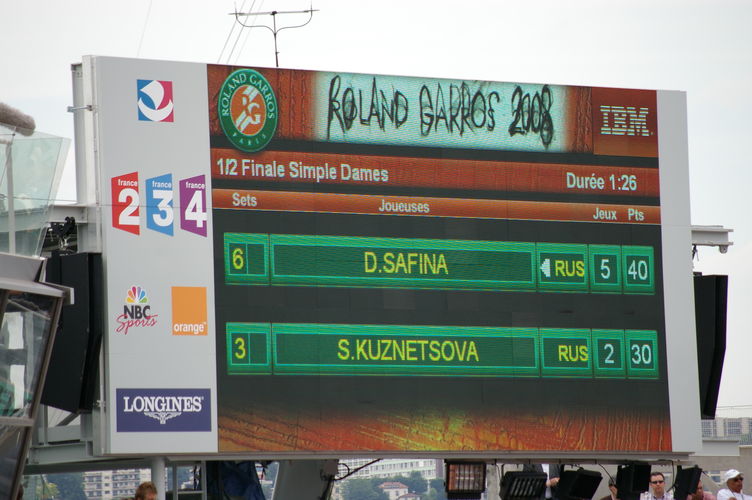 ROLAND GARROS
PARIS
ROLAND GARROS 2008
IBM
1/2 Finale Simple Dames
Durée 1:26
Sets Joueuses Jeux Pts
6 D.SAFINA RUS 5 40
3 S.KUZNETSOVA RUS 2 30
france 2
france 3
france 4
NBC Sports
orange
LONGINES